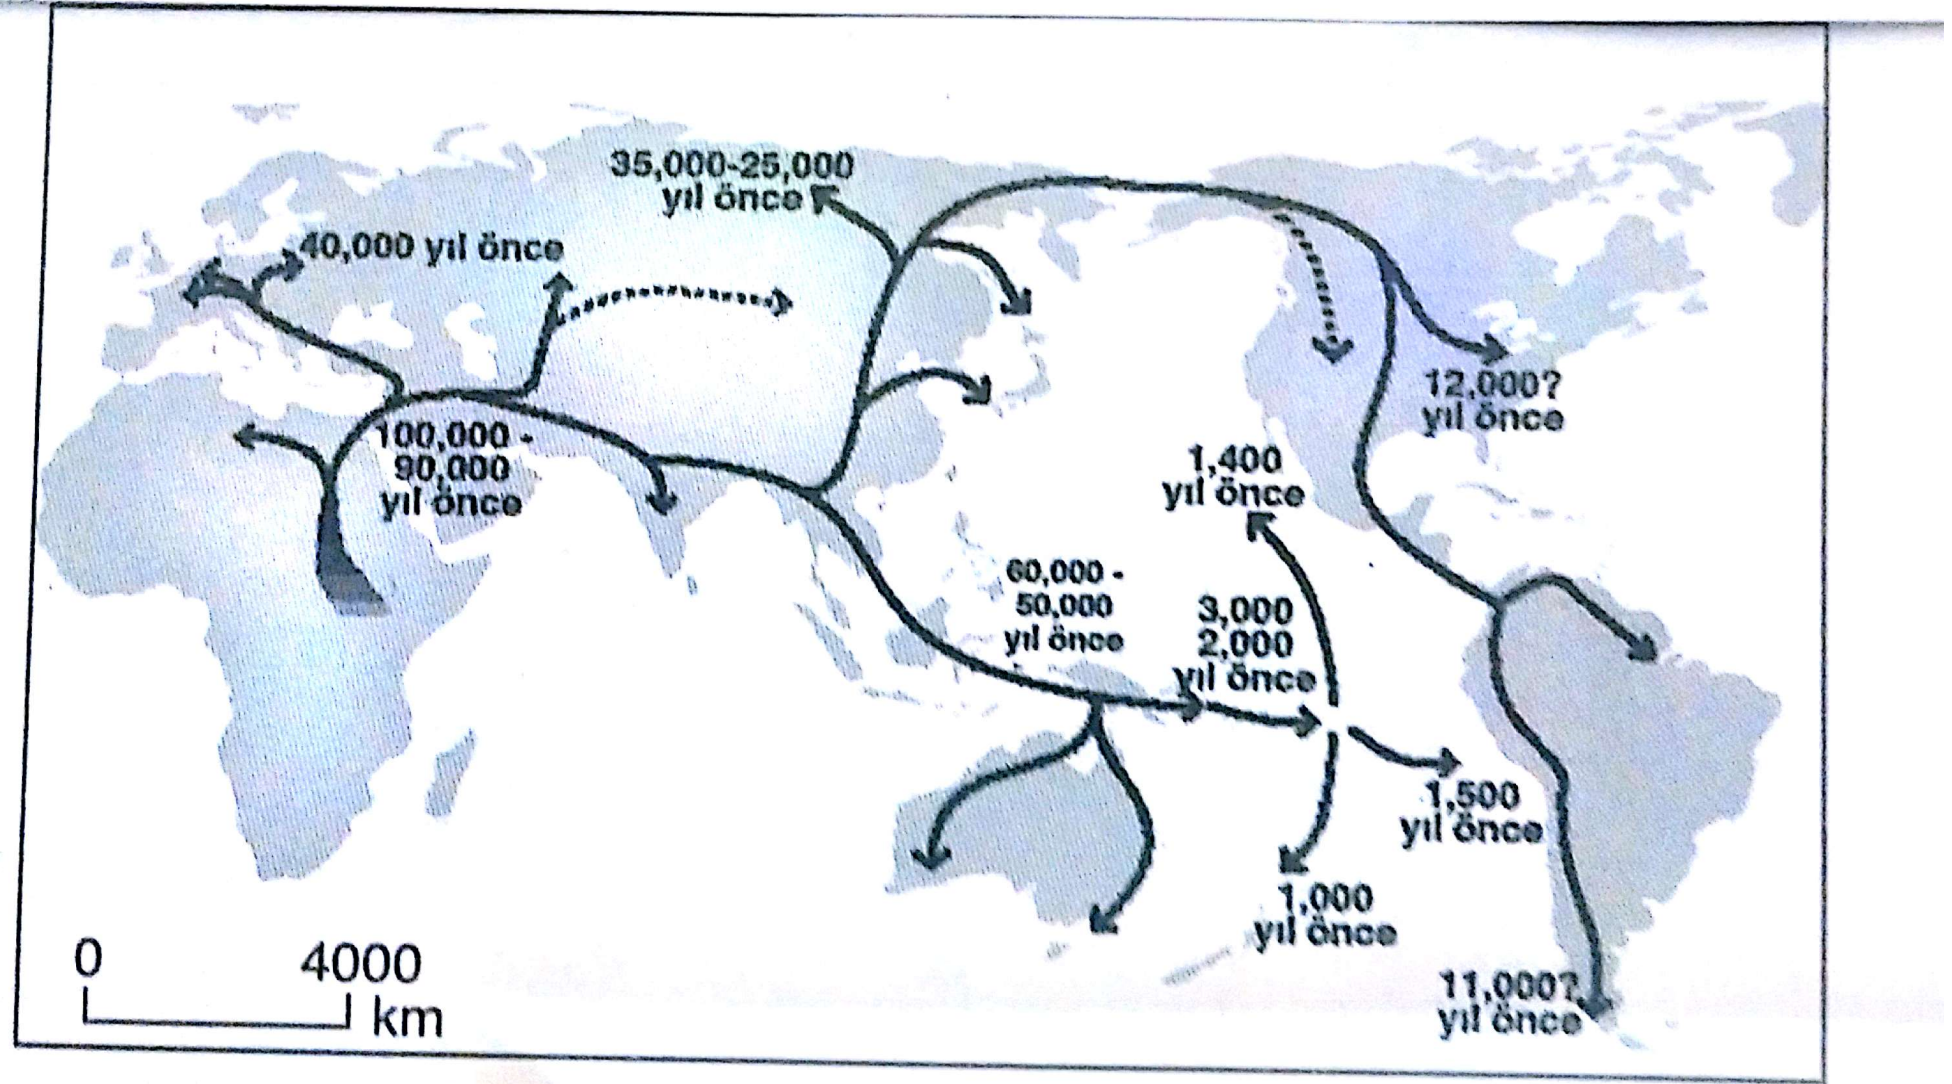 35,000-25,000
yıl önce
40,000 yıl önce
100,000 -
90,000
yıl önce
12,000?
yıl önce
1,400
yıl önce
60,000 -
50,000
yıl önce
3,000
2,000
yıl önce
1,500
yıl önce
1,000
yıl önce
11,000?
yıl önce
0 4000
km